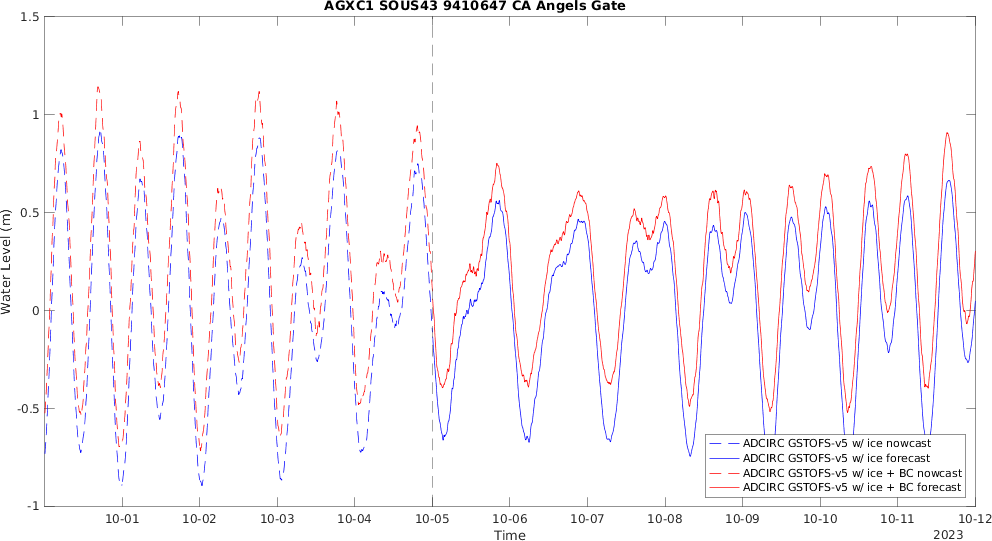 AGXC1 SOUS43 9410647 CA Angels Gate
Water Level (m)
1.5
1
0.5
0
-0.5
-1
ADCIRC GSTOFS-v5 w/ ice nowcast
ADCIRC GSTOFS-v5 w/ ice forecast
ADCIRC GSTOFS-v5 w/ ice + BC nowcast
ADCIRC GSTOFS-v5 w/ ice + BC forecast
10-01 10-02 10-03 10-04 10-05 10-06 10-07 10-08 10-09 10-10 10-11 10-12
Time
2023